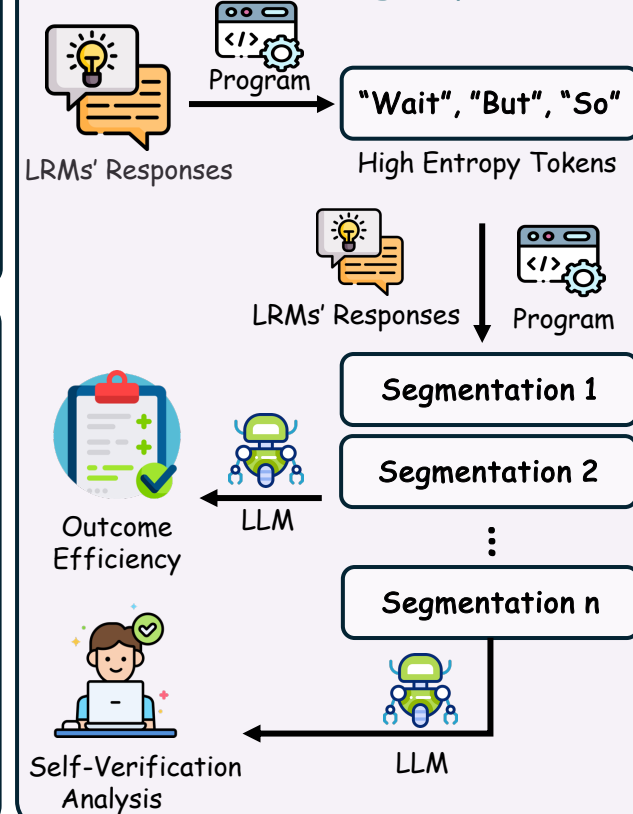 Program
"Wait", "But", "So"
LRMs' Responses
High Entropy Tokens
LRMs' Responses
Program
Segmentation 1
Segmentation 2
LLM
Outcome
Efficiency
⋮
Segmentation n
Self-Verification
Analysis
LLM